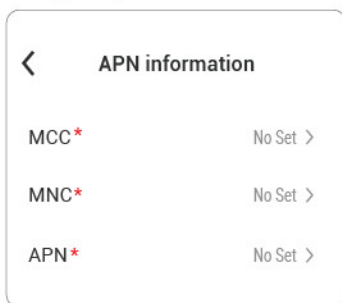 APN information
MCC* No Set >
MNC* No Set >
APN* No Set >